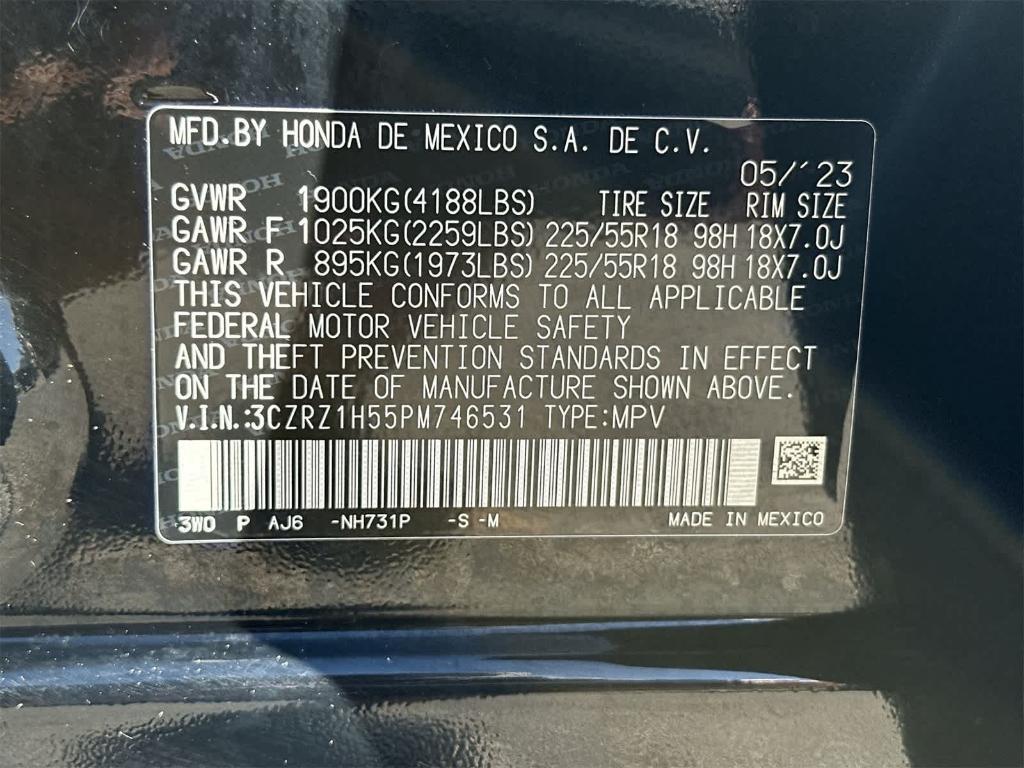 MFD. BY HONDA DE MEXICO S.A. DE C.V.
05/'23
GVWR 1900KG(4188LBS) TIRE SIZE RIM SIZE
GAWR F 1025KG(2259LBS) 225/55R18 98H 18X7.0J
GAWR R 895KG(1973LBS) 225/55R18 98H 18X7.0J
THIS VEHICLE CONFORMS TO ALL APPLICABLE
FEDERAL MOTOR VEHICLE SAFETY
AND THEFT PREVENTION STANDARDS IN EFFECT
ON THE DATE OF MANUFACTURE SHOWN ABOVE.
V.I.N.:3CZRZ1H55PM746531 TYPE:MPV
3W0 P AJ6 -NH731P -S -M MADE IN MEXICO